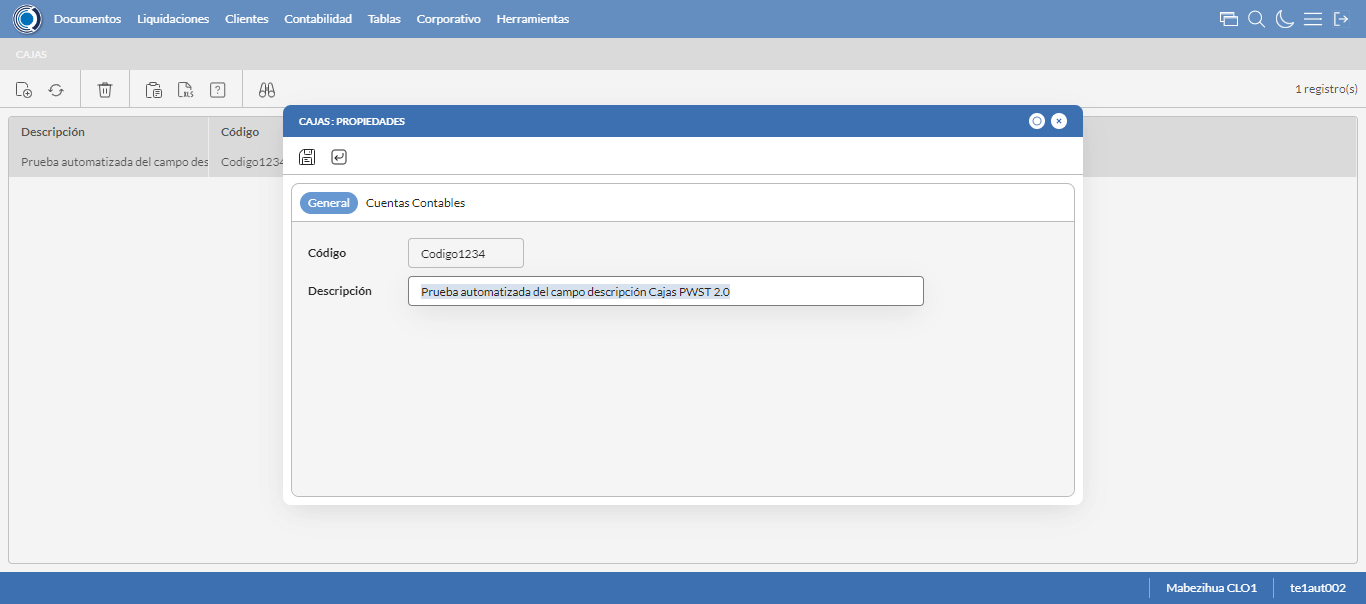 Documentos Liquidaciones Clientes Contabilidad Tablas Corporativo Herramientas
CAJAS
XLS ? 1 registro(s)
Descripción Código
Prueba automatizada del campo des Codigo1234
CAJAS : PROPIEDADES
General Cuentas Contables
Código Codigo1234
Descripción Prueba automatizada del campo descripción Cajas PWST 2.0
Mabezihua CLO1 te1aut002